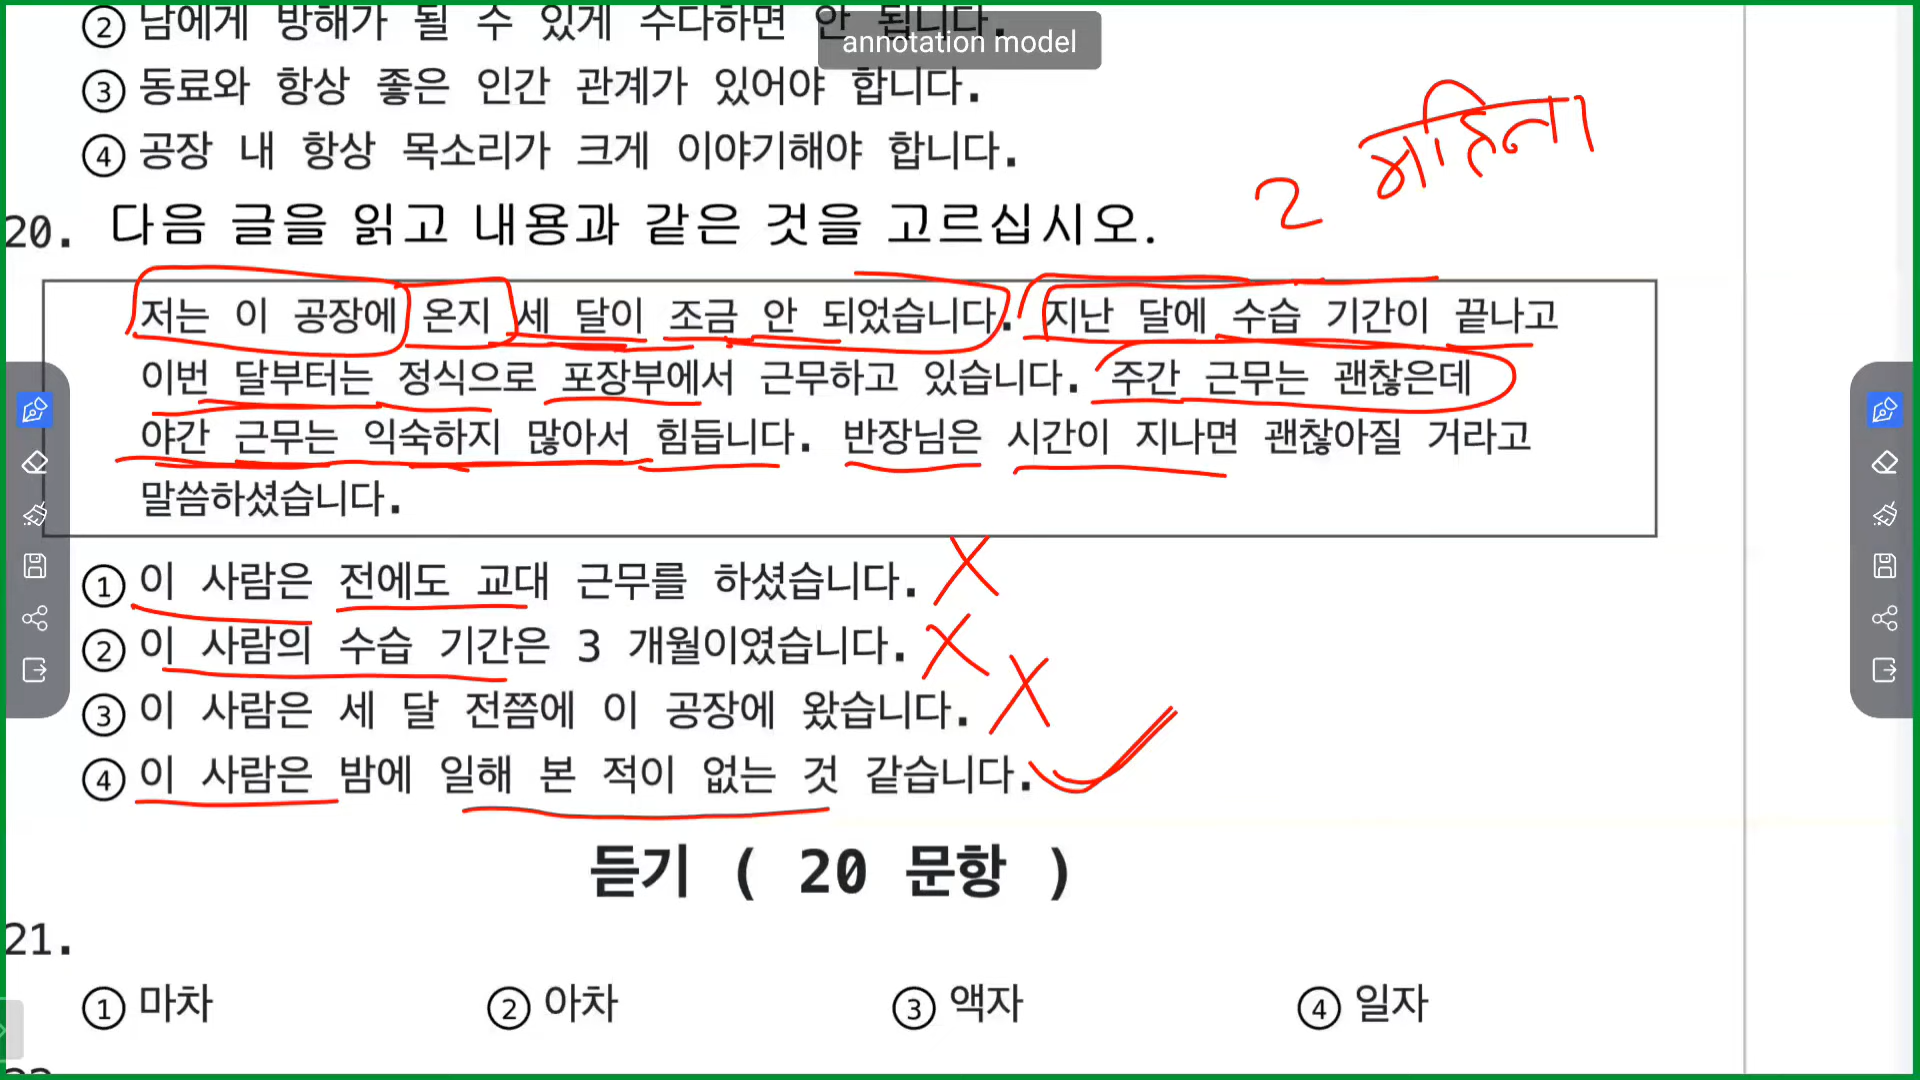 ② 남에게 방해가 될 수 있게 수다하면 안 됩니다.
annotation model
③ 동료와 항상 좋은 인간 관계가 있어야 합니다.
④ 공장 내 항상 목소리가 크게 이야기해야 합니다.
2 महिना
20. 다음 글을 읽고 내용과 같은 것을 고르십시오.
저는 이 공장에 온지 세 달이 조금 안 되었습니다. 지난 달에 수습 기간이 끝나고
이번 달부터는 정식으로 포장부에서 근무하고 있습니다. 주간 근무는 괜찮은데
야간 근무는 익숙하지 많아서 힘듭니다. 반장님은 시간이 지나면 괜찮아질 거라고
말씀하셨습니다.
① 이 사람은 전에도 교대 근무를 하셨습니다.
② 이 사람의 수습 기간은 3 개월이였습니다.
③ 이 사람은 세 달 전쯤에 이 공장에 왔습니다.
④ 이 사람은 밤에 일해 본 적이 없는 것 같습니다.
듣기 ( 20 문항 )
21.
① 마차 ② 아차 ③ 액자 ④ 일자